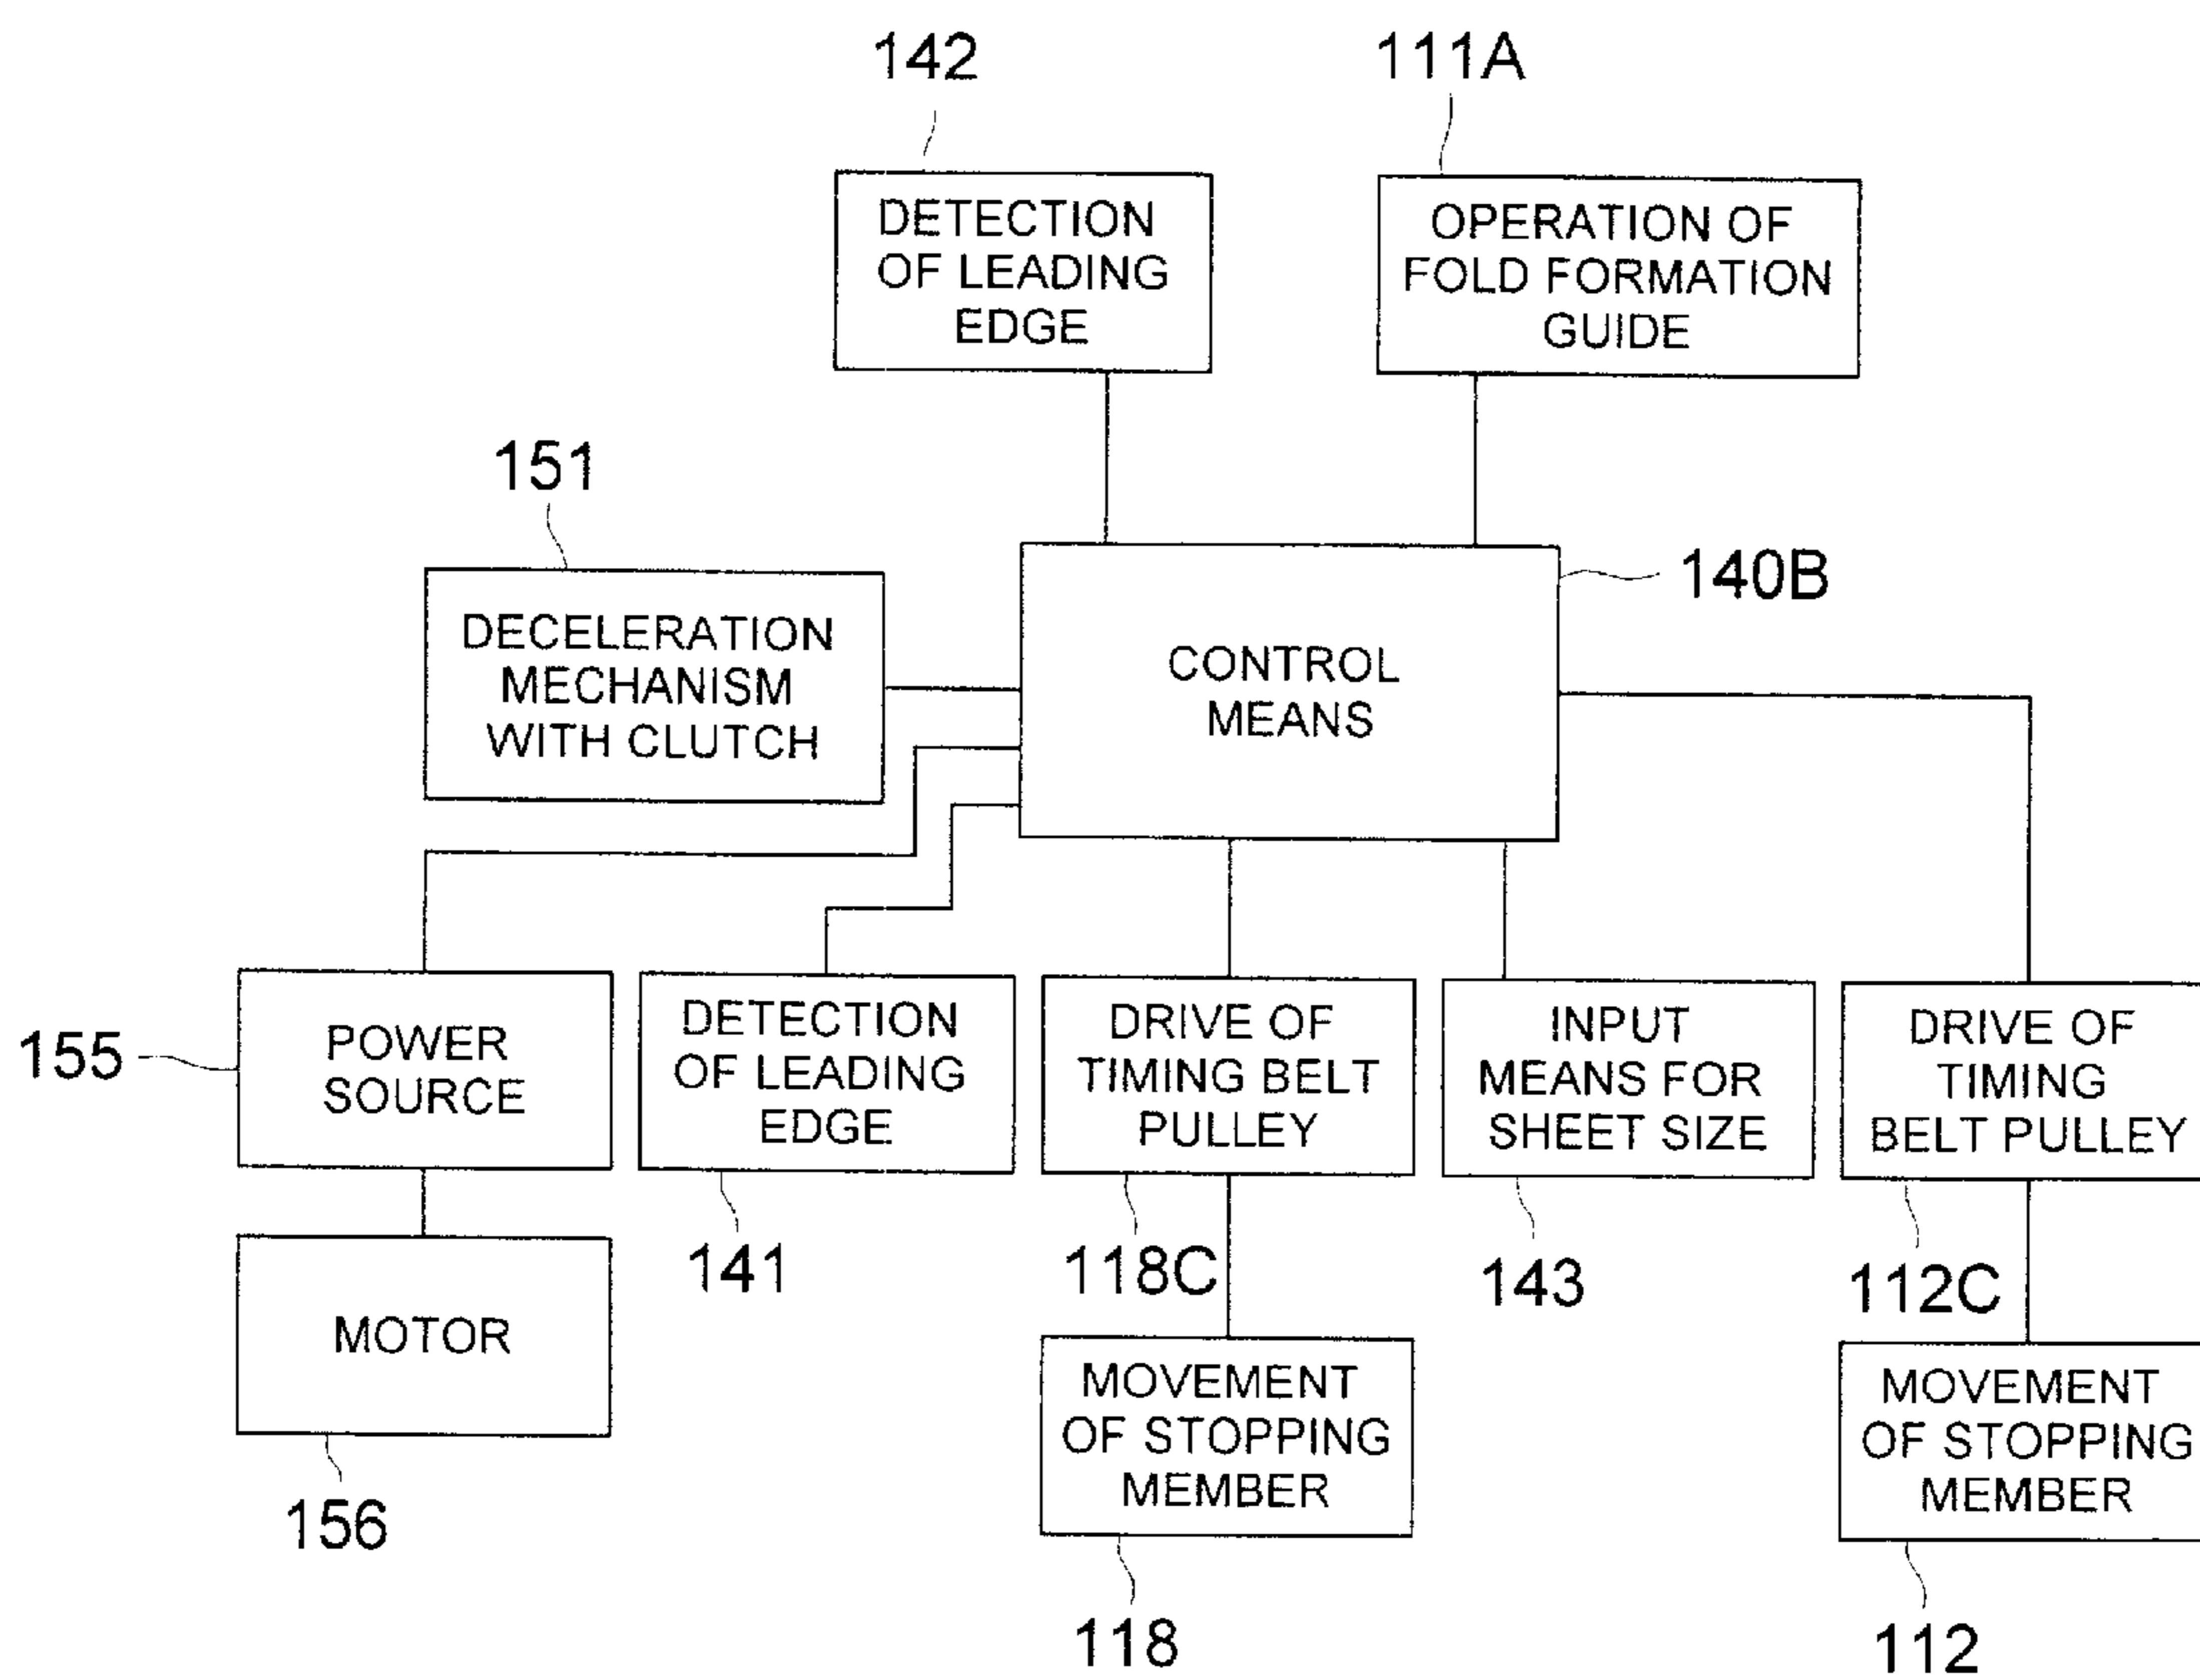 142
111A
DETECTION
OF LEADING
EDGE
OPERATION OF
FOLD FORMATION
GUIDE
151
140B
DECELERATION
MECHANISM
WITH CLUTCH
CONTROL
MEANS
155
POWER
SOURCE
DETECTION
OF LEADING
EDGE
DRIVE OF
TIMING BELT
PULLEY
INPUT
MEANS FOR
SHEET SIZE
DRIVE OF
TIMING
BELT PULLEY
141
118C
143
112C
MOTOR
MOVEMENT
OF STOPPING
MEMBER
MOVEMENT
OF STOPPING
MEMBER
156
118
112